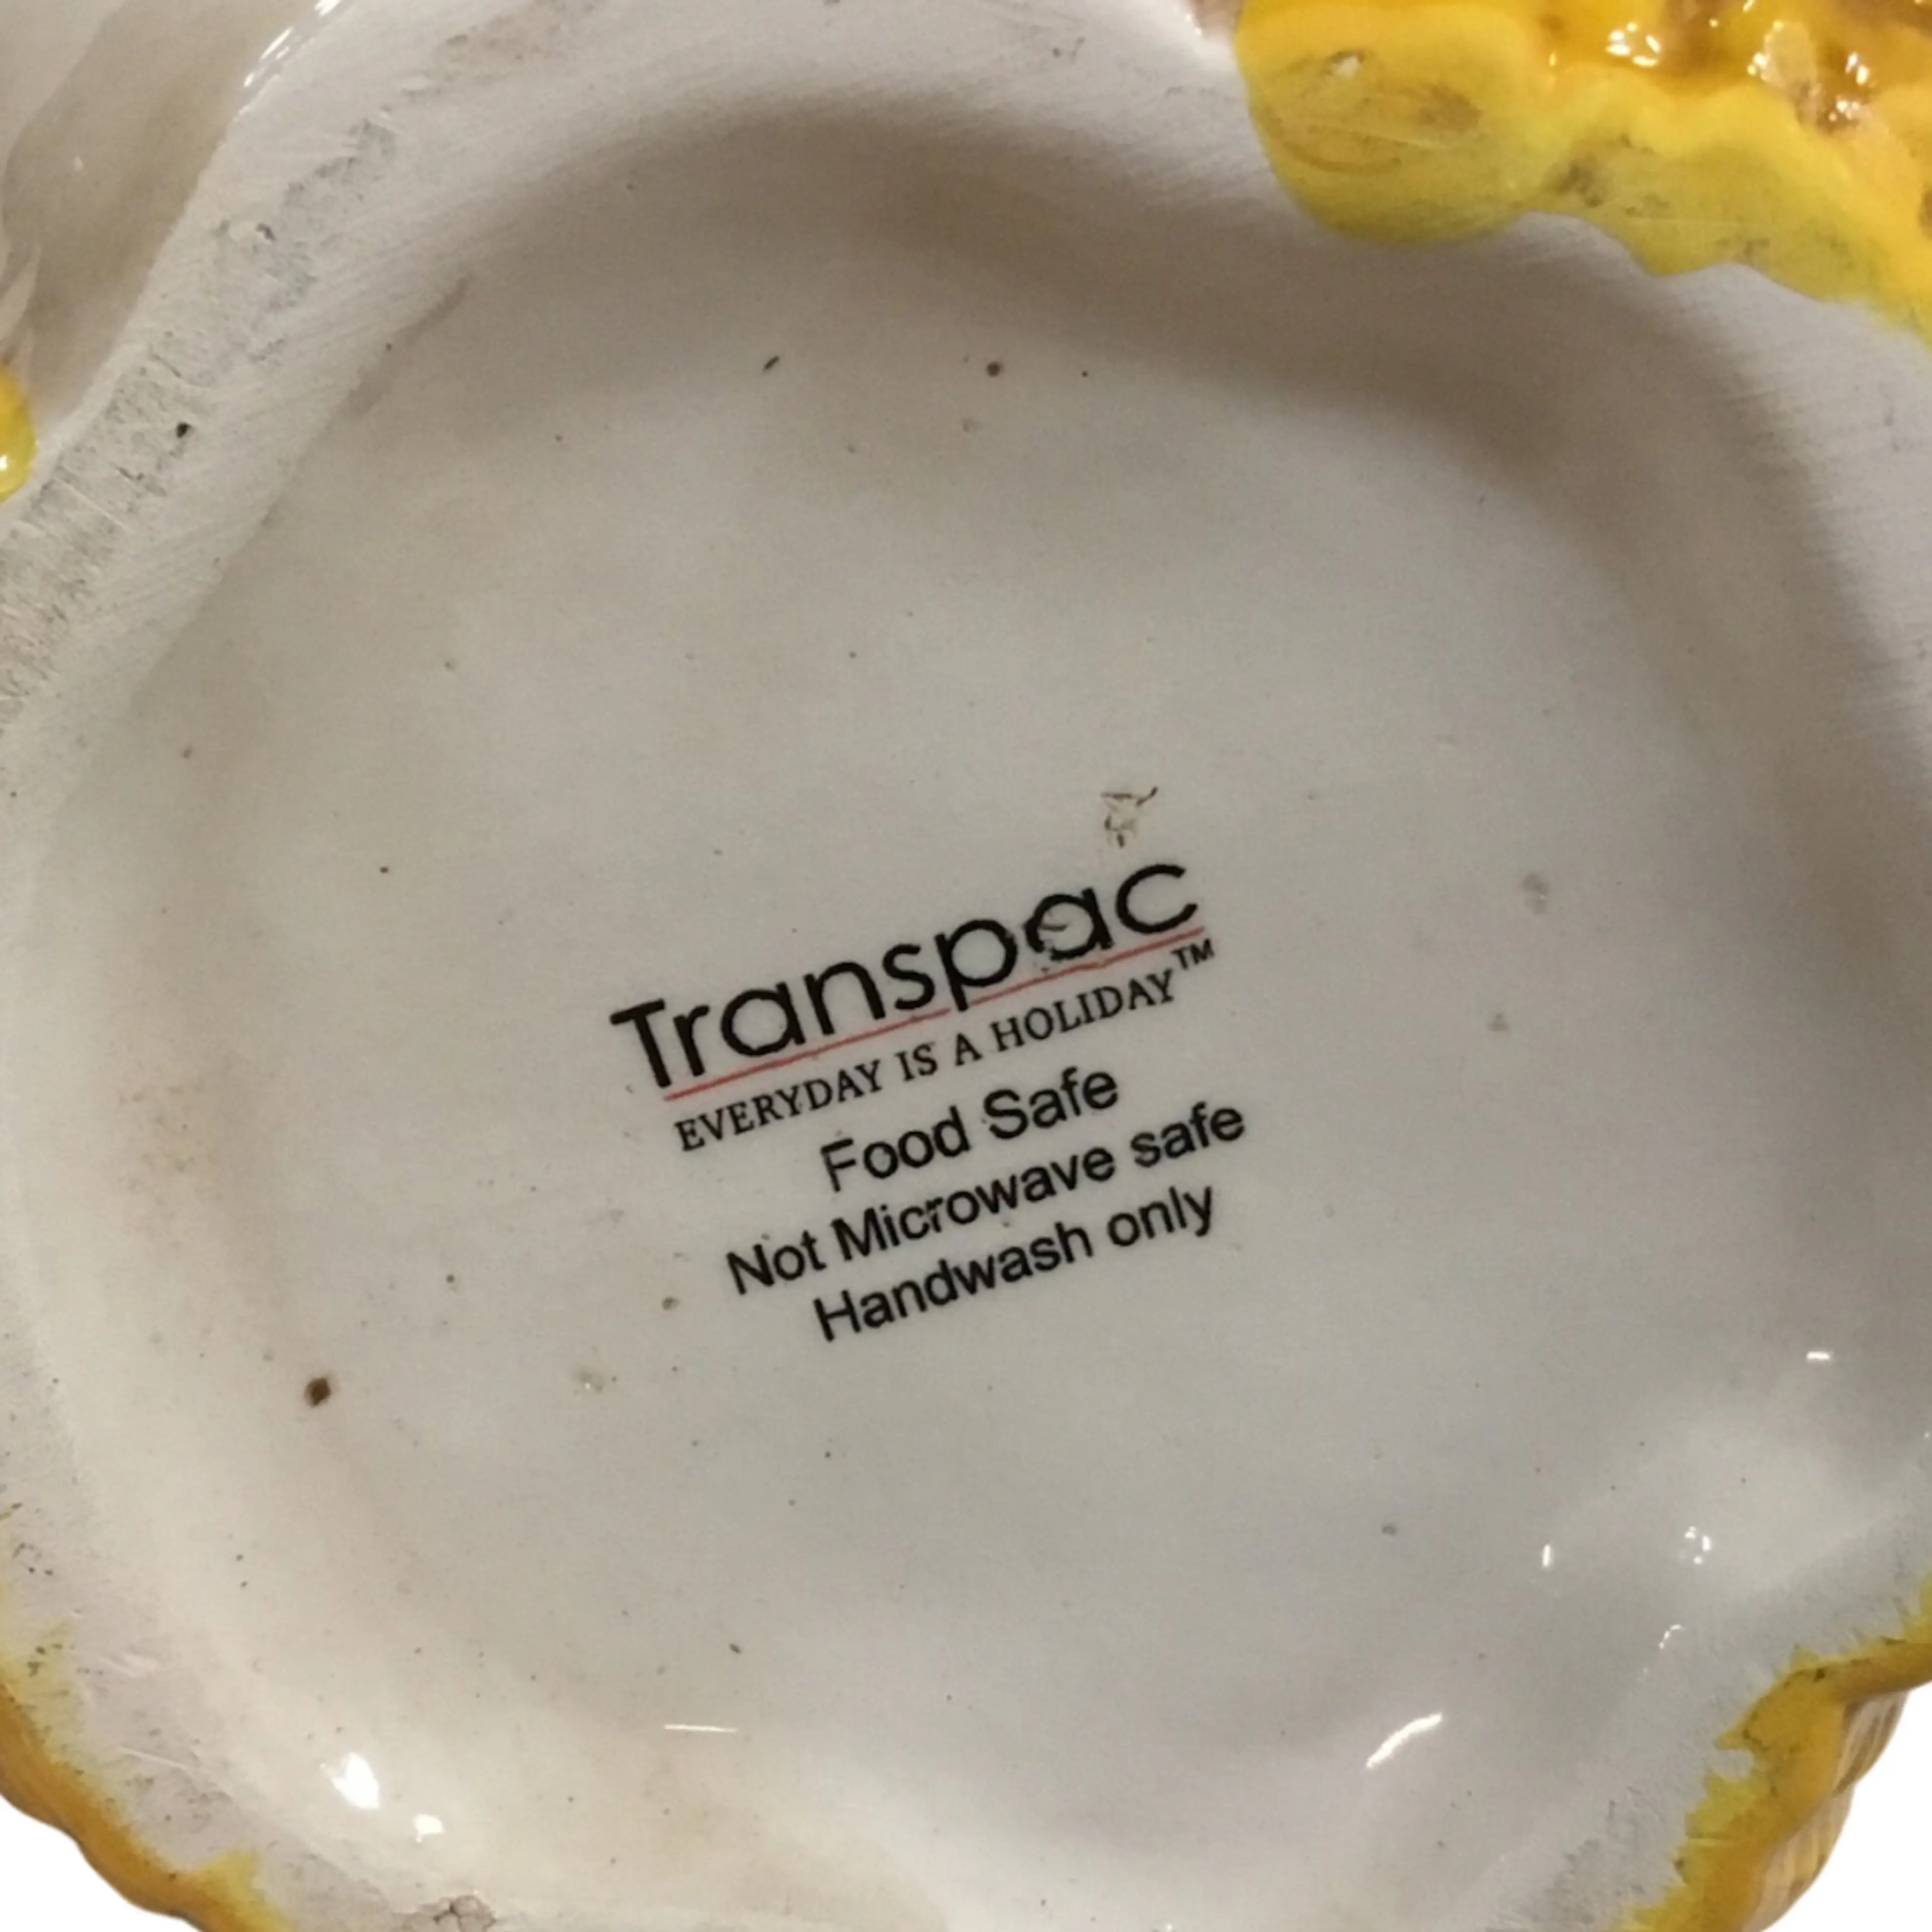 Transpac
EVERYDAY IS A HOLIDAY™
Food Safe
Not Microwave safe
Handwash only